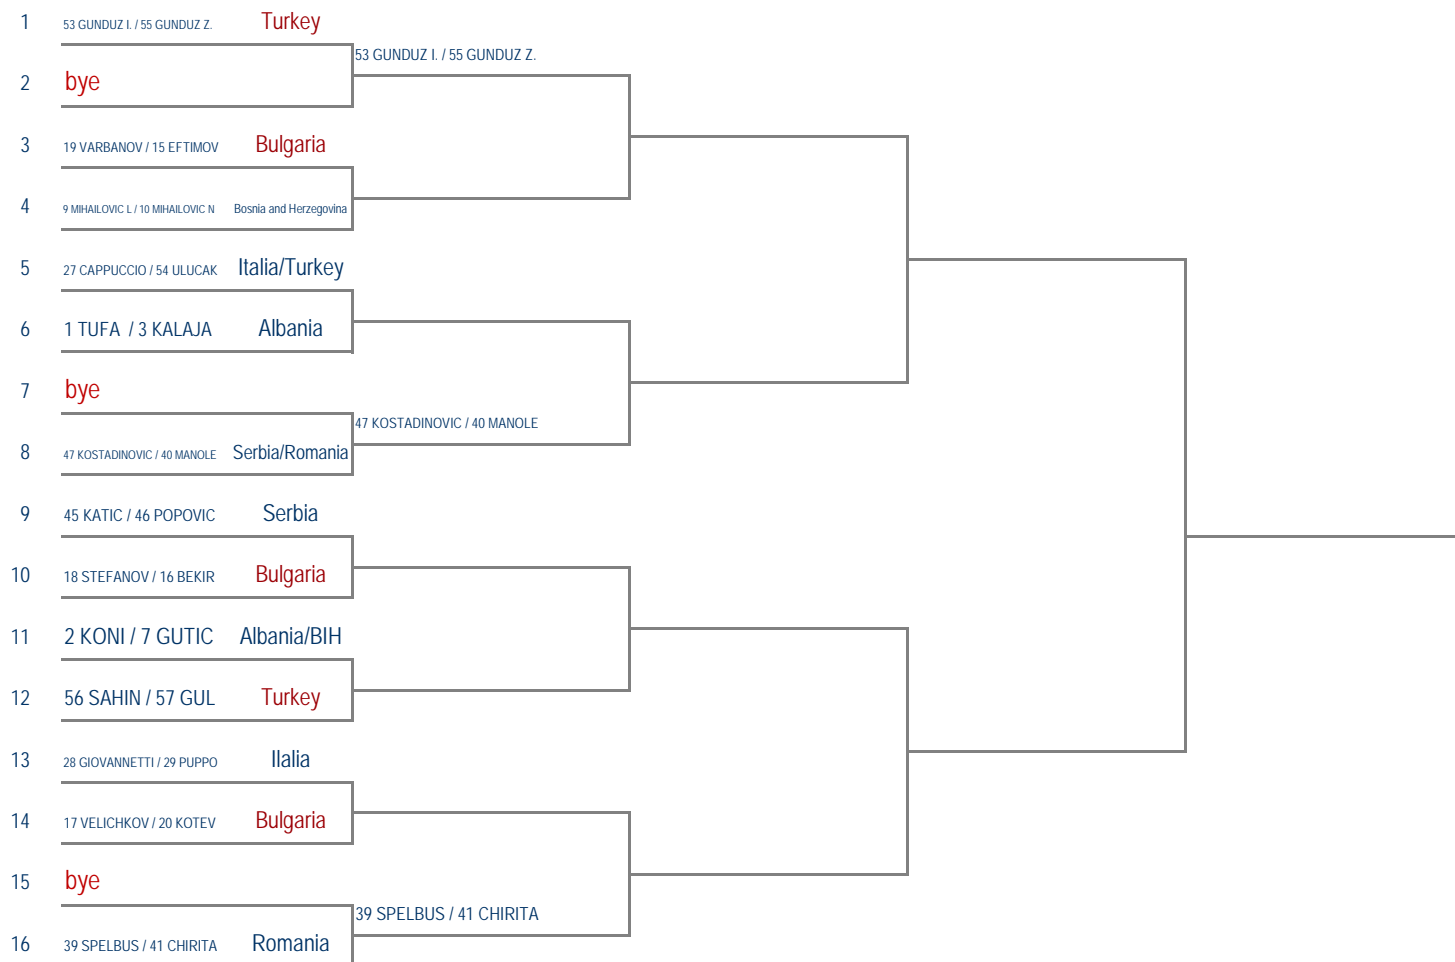 1 53 GUNDUZ I. / 55 GUNDUZ Z. Turkey
53 GUNDUZ I. / 55 GUNDUZ Z.
2 bye
3 19 VARBANOV / 15 EFTIMOV Bulgaria
4 9 MIHAILOVIC L / 10 MIHAILOVIC N Bosnia and Herzegovina
5 27 CAPPUCCIO / 54 ULUCAK Italia/Turkey
6 1 TUFA / 3 KALAJA Albania
7 bye
47 KOSTADINOVIC / 40 MANOLE
8 47 KOSTADINOVIC / 40 MANOLE Serbia/Romania
9 45 KATIC / 46 POPOVIC Serbia
10 18 STEFANOV / 16 BEKIR Bulgaria
11 2 KONI / 7 GUTIC Albania/BIH
12 56 SAHIN / 57 GUL Turkey
13 28 GIOVANNETTI / 29 PUPPO Ilalia
14 17 VELICHKOV / 20 KOTEV Bulgaria
15 bye
39 SPELBUS / 41 CHIRITA
16 39 SPELBUS / 41 CHIRITA Romania